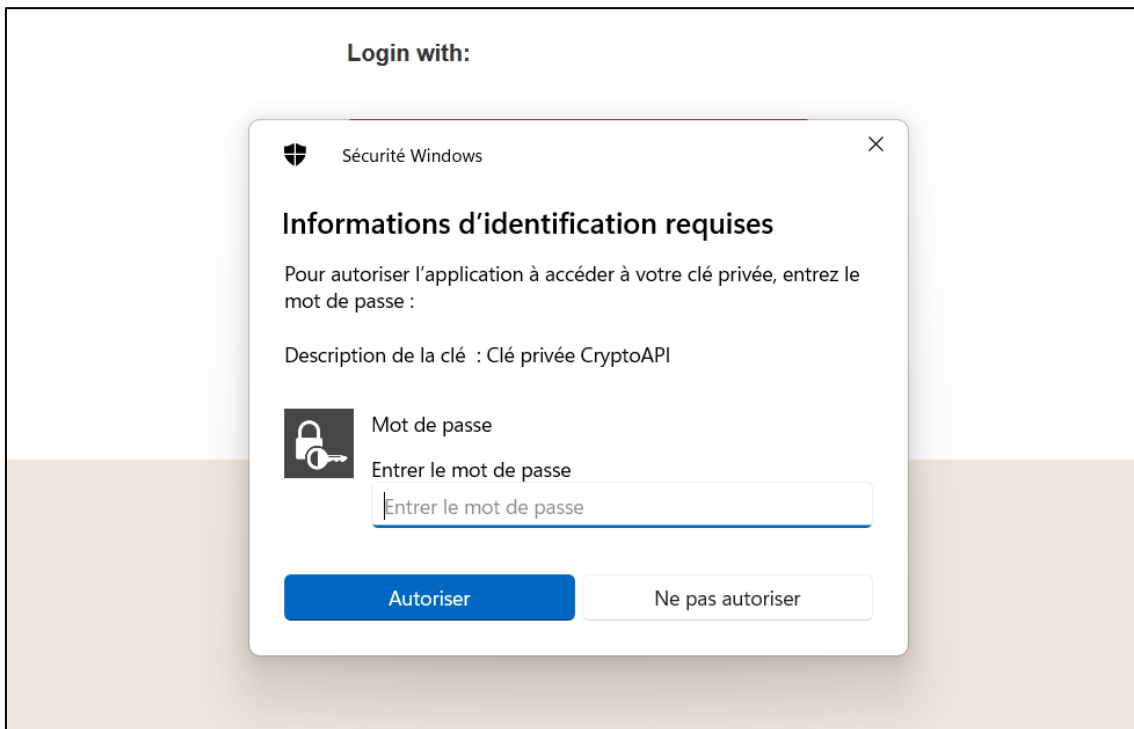 Login with:
Sécurité Windows
Informations d’identification requises
Pour autoriser l’application à accéder à votre clé privée, entrez le
mot de passe :
Description de la clé  : Clé privée CryptoAPI
Mot de passe
Entrer le mot de passe
Entrer le mot de passe
Autoriser
Ne pas autoriser